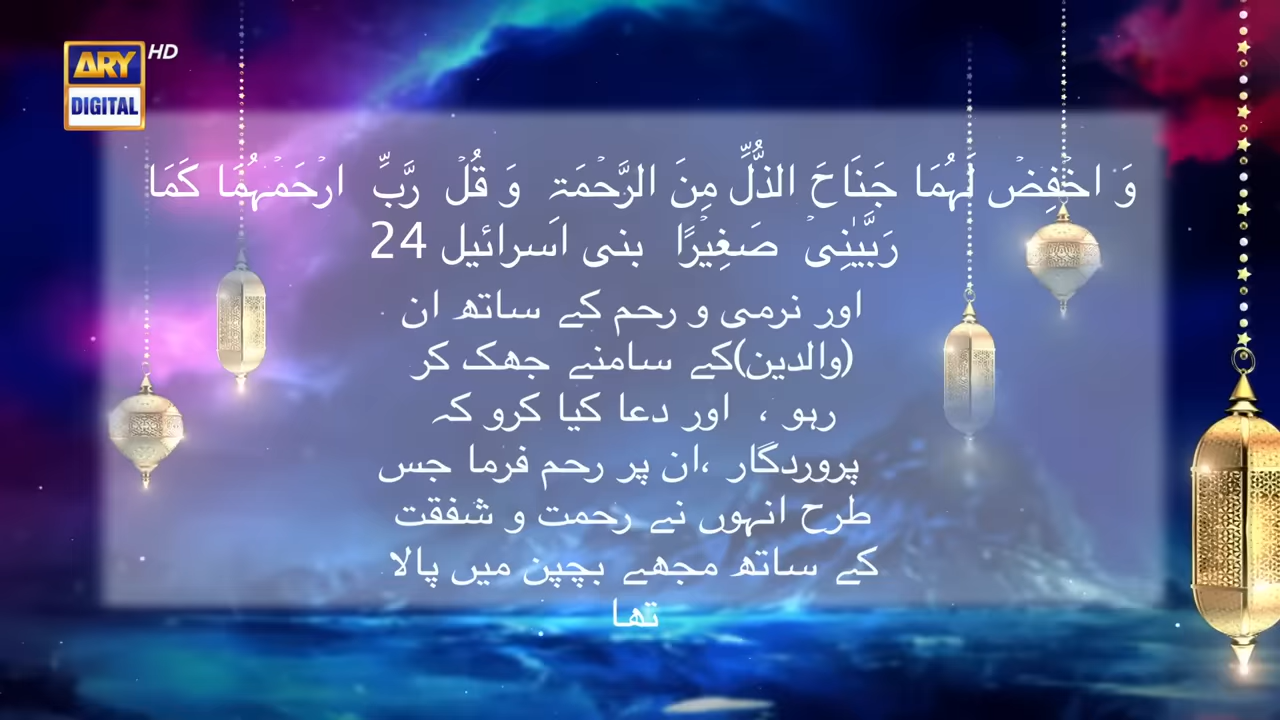 ARY HD
DIGITAL
وَ اخۡفِضۡ لَہُمَا جَنَاحَ الذُّلِّ مِنَ الرَّحۡمَۃِ وَ قُلۡ رَّبِّ ارۡحَمۡہُمَا کَمَا
رَبَّیٰنِیۡ صَغِیۡرًا بنی اسرائیل 24
اور نرمی و رحم کے ساتھ ان
(والدین)کے سامنے جھک کر
رہو ، اور دعا کیا کرو کہ
پروردگار ،ان پر رحم فرما جس
طرح انہوں نے رحمت و شفقت
کے ساتھ مجھے بچپن میں پالا
تھا